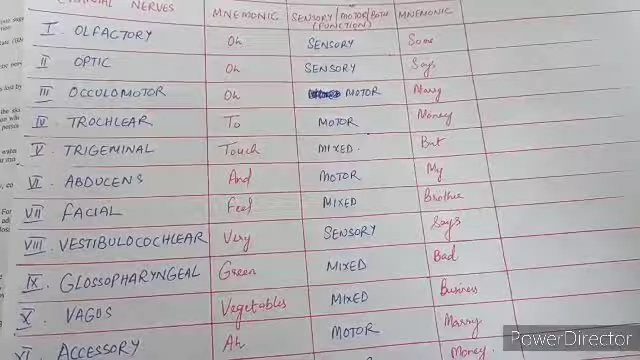 CRANIAL NERVES MNEMONIC SENSORY/MOTOR/BOTH (FUNCTION) MNEMONIC
I. OLFACTORY Oh SENSORY Some
II OPTIC Oh SENSORY Says
III OCCULOMOTOR Oh MOTOR Marry
IV TROCHLEAR To MOTOR Money
V. TRIGEMINAL Touch MIXED. But
VI ABDUCENS And MOTOR My
VII FACIAL Feel MIXED Brother
VIII. VESTIBULOCOCHLEAR Very SENSORY Says
IX. GLOSSOPHARYNGEAL Green MIXED Bad
X. VAGUS Vegetables MIXED Business
XI. ACCESSORY Ah MOTOR Marry
Money
PowerDirector